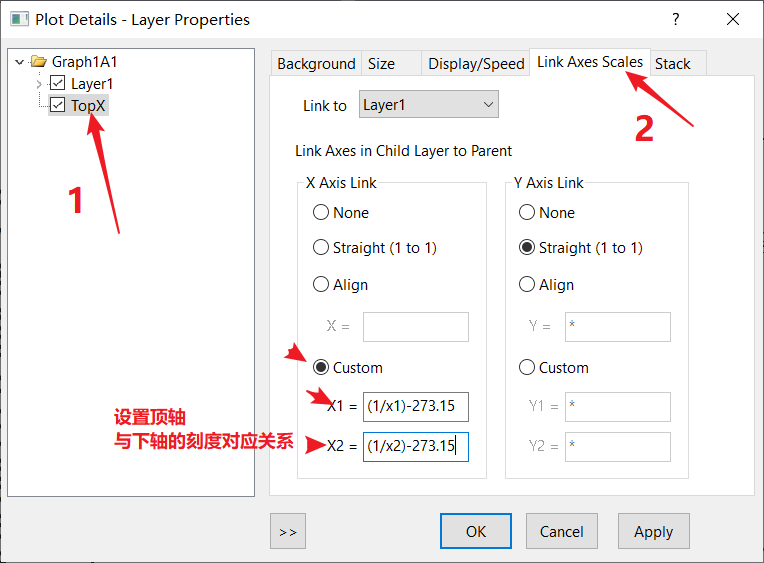 Plot Details - Layer Properties
?
Graph1A1
Layer1
TopX
1
Background
Size
Display/Speed
Link Axes Scales
Stack
2
Link to
Layer1
Link Axes in Child Layer to Parent
X Axis Link
None
Straight (1 to 1)
Align
X =
Custom
X1 = (1/x1)-273.15
X2 = (1/x2)-273.15
Y Axis Link
None
Straight (1 to 1)
Align
Y = *
Custom
Y1 = *
Y2 = *
设置顶轴
与下轴的刻度对应关系
>>
OK
Cancel
Apply